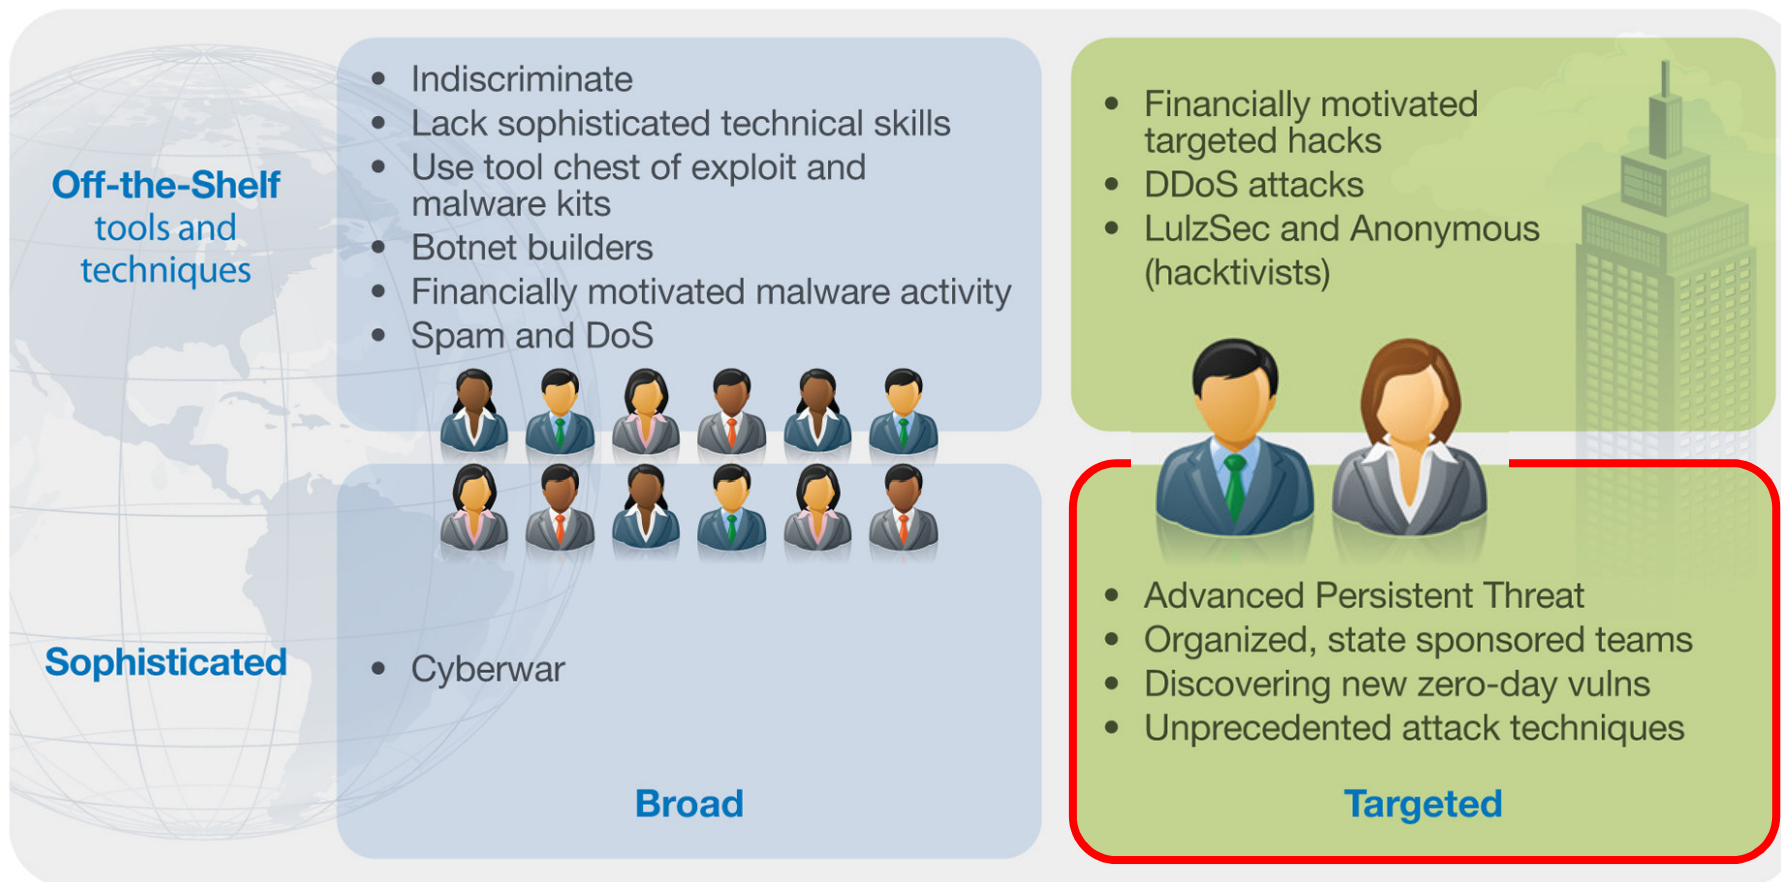 Off-the-Shelf
tools and
techniques
• Indiscriminate
• Lack sophisticated technical skills
• Use tool chest of exploit and
malware kits
• Botnet builders
• Financially motivated malware activity
• Spam and DoS
• Financially motivated
targeted hacks
• DDoS attacks
• LulzSec and Anonymous
(hacktivists)
Sophisticated
• Cyberwar
• Advanced Persistent Threat
• Organized, state sponsored teams
• Discovering new zero-day vulns
• Unprecedented attack techniques
Broad
Targeted